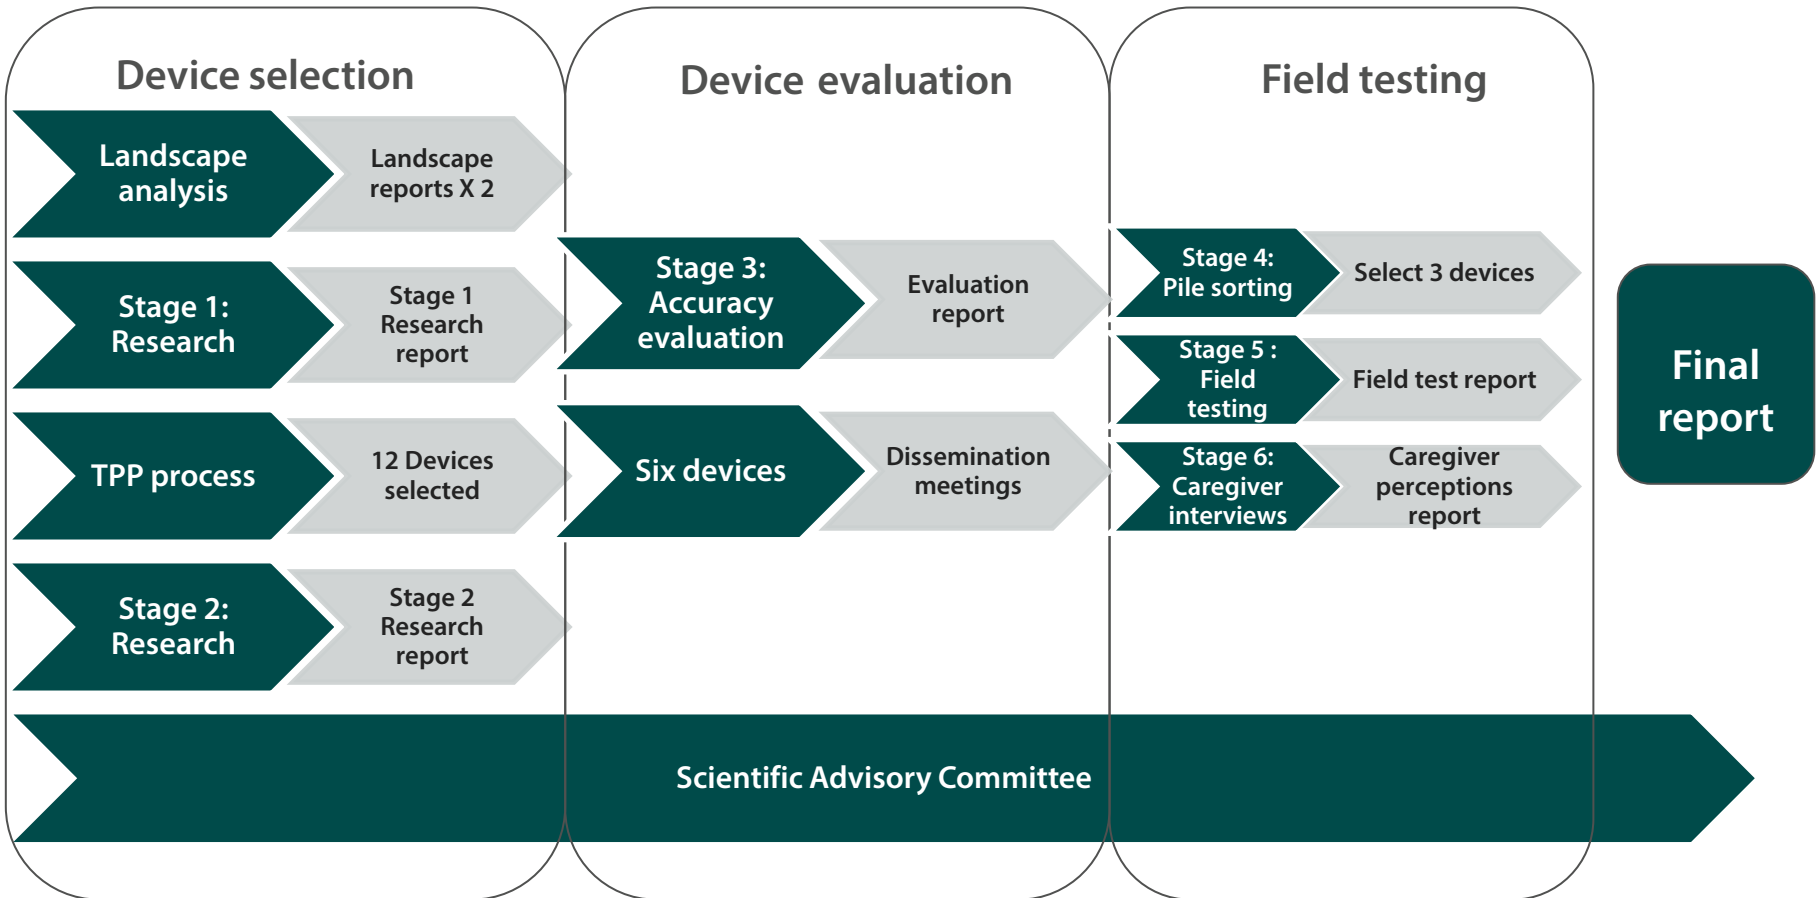 Device selection
Landscape
analysis
Landscape
reports X 2
Stage 1:
Research
Stage 1
Research
report
TPP process
12 Devices
selected
Stage 2:
Research
Stage 2
Research
report
Device evaluation
Stage 3:
Accuracy
evaluation
Evaluation
report
Six devices
Dissemination
meetings
Field testing
Stage 4:
Pile sorting
Select 3 devices
Stage 5 :
Field
testing
Field test report
Stage 6:
Caregiver
interviews
Caregiver
perceptions
report
Final
report
Scientific Advisory Committee